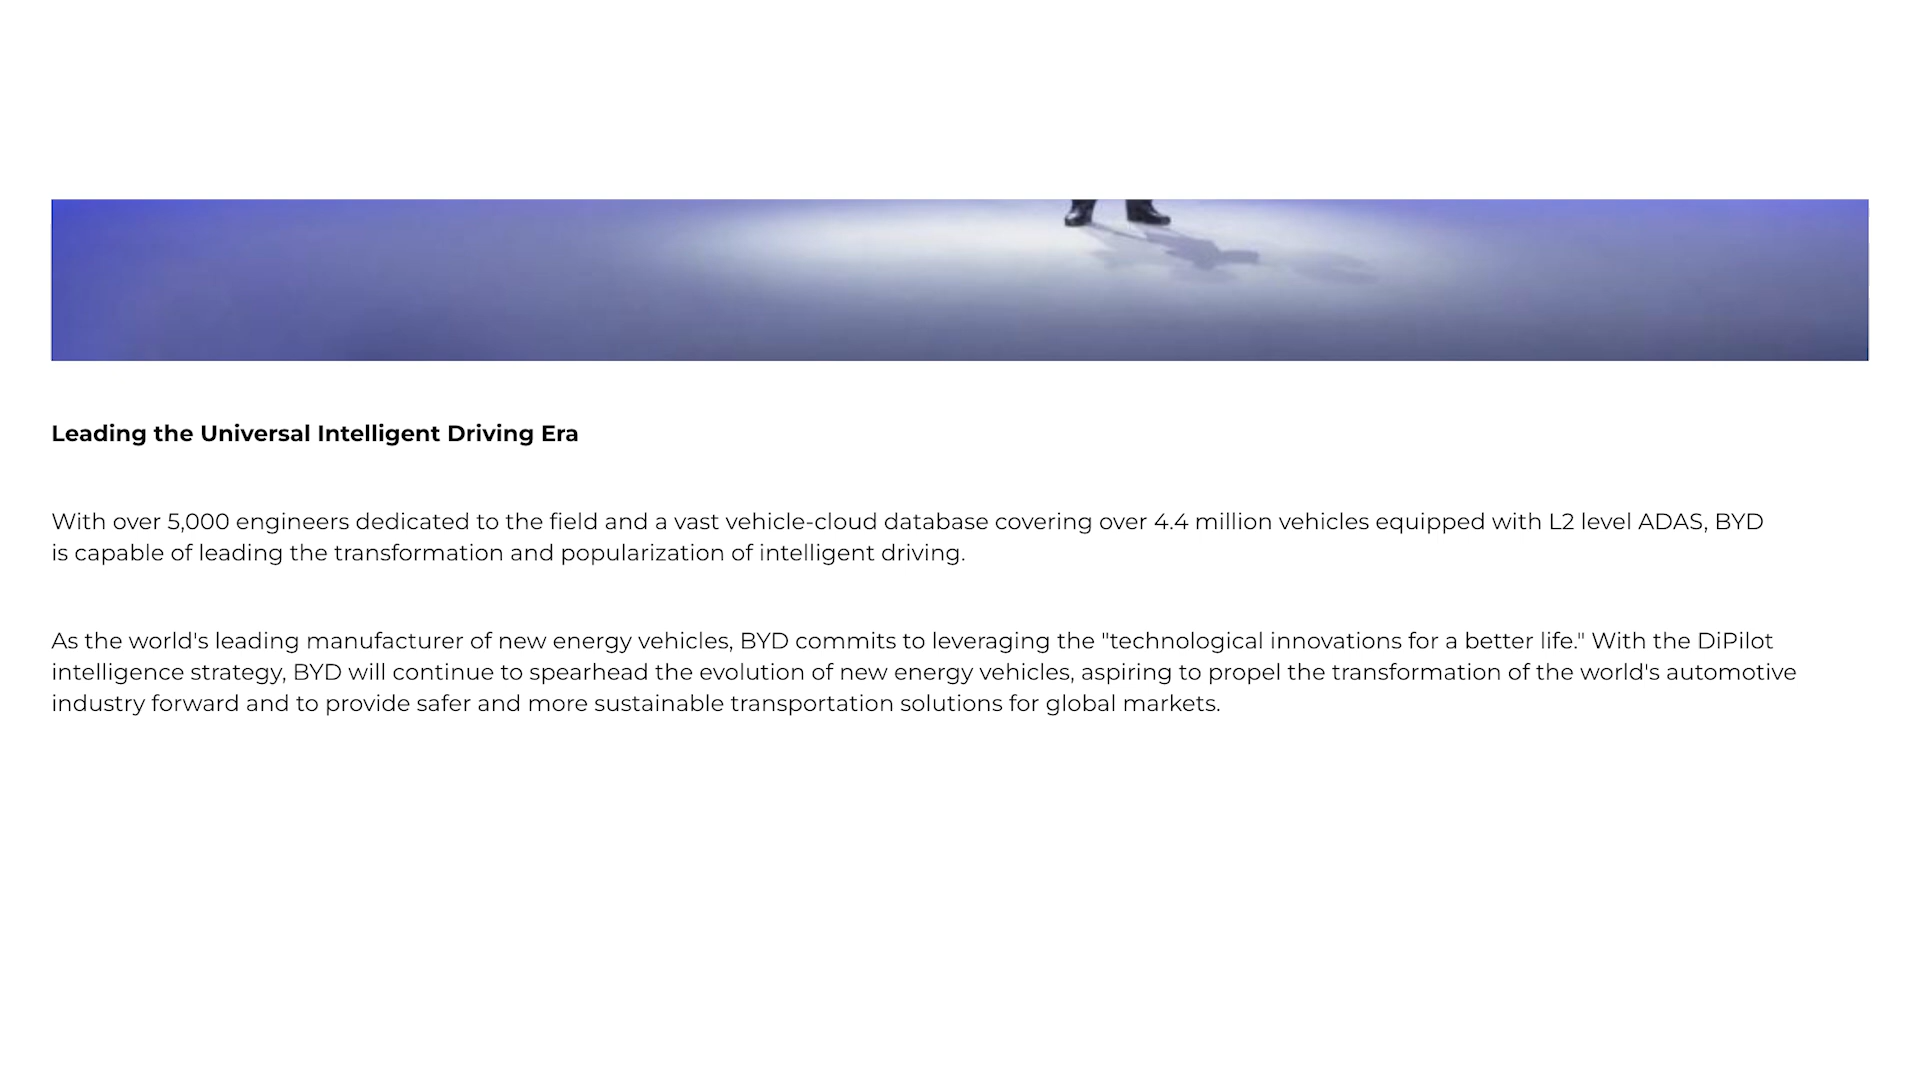 Leading the Universal Intelligent Driving Era
With over 5,000 engineers dedicated to the field and a vast vehicle-cloud database covering over 4.4 million vehicles equipped with L2 level ADAS, BYD
is capable of leading the transformation and popularization of intelligent driving.
As the world's leading manufacturer of new energy vehicles, BYD commits to leveraging the "technological innovations for a better life." With the DiPilot
intelligence strategy, BYD will continue to spearhead the evolution of new energy vehicles, aspiring to propel the transformation of the world's automotive
industry forward and to provide safer and more sustainable transportation solutions for global markets.